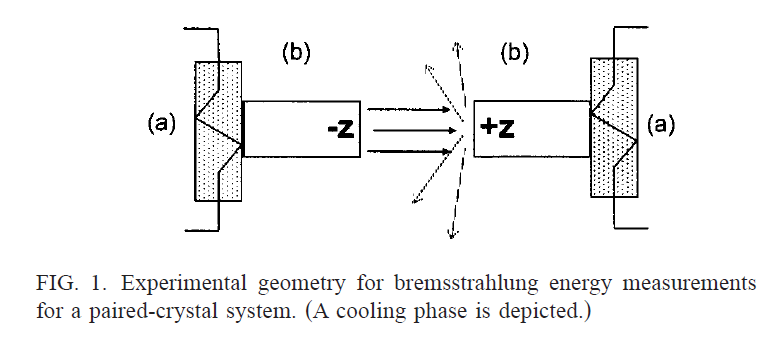 (b) (b)
(a) -z +z (a)
FIG. 1. Experimental geometry for bremsstrahlung energy measurements
for a paired-crystal system. (A cooling phase is depicted.)